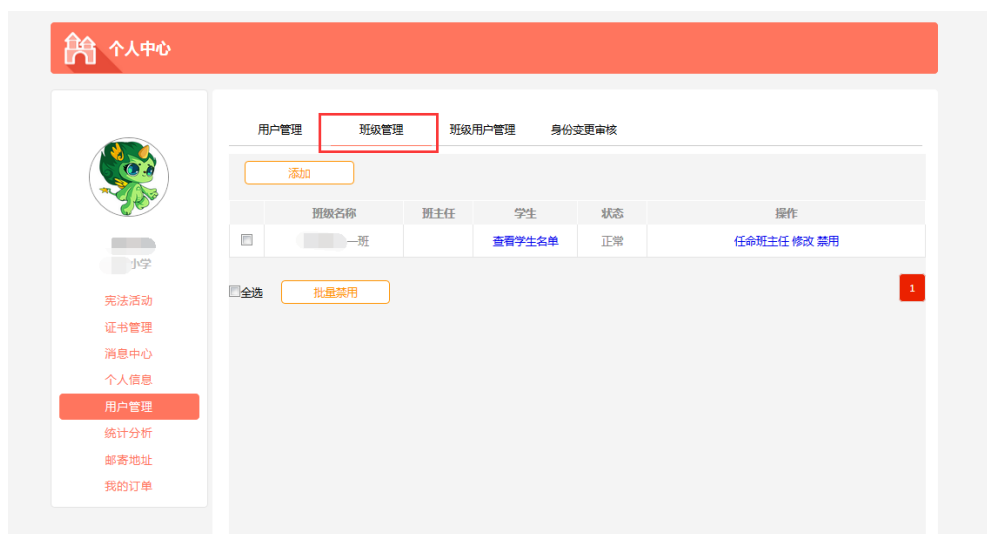 个人中心
用户管理 班级管理 班级用户管理 身份变更审核
添加
班级名称 班主任 学生 状态 操作
一班 查看学生名单 正常 任命班主任 修改 禁用
小学
全选 批量禁用 1
宪法活动
证书管理
消息中心
个人信息
用户管理
统计分析
邮寄地址
我的订单